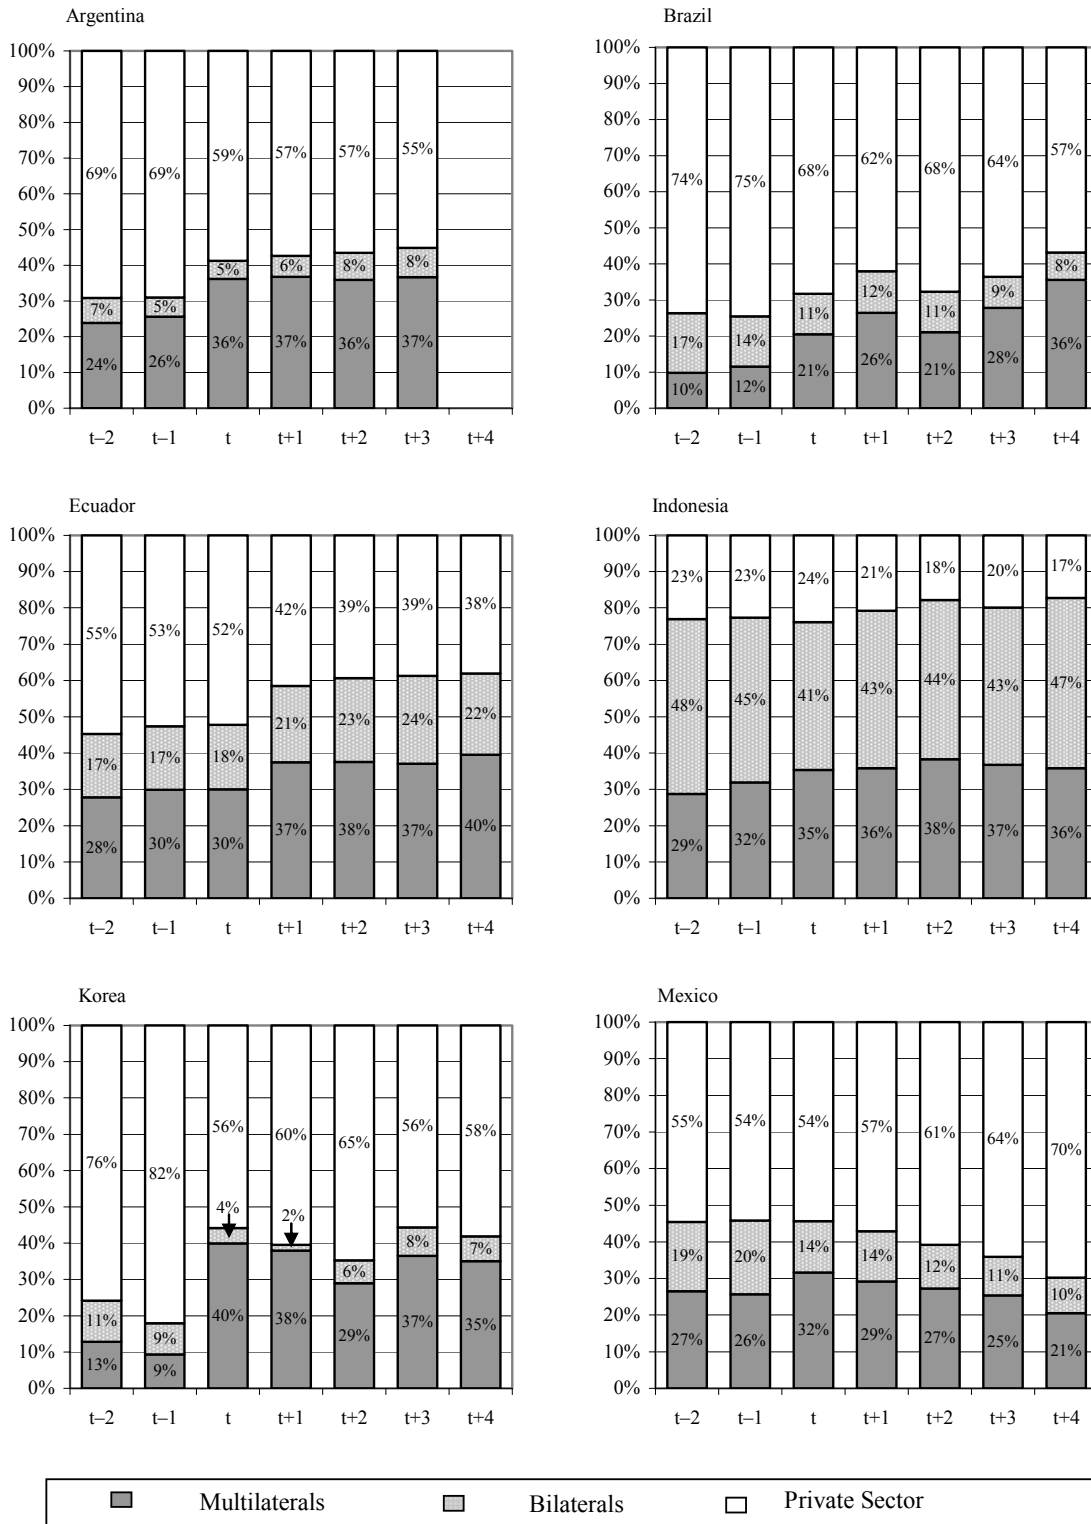 Argentina
100%
90%
80%
70%
60%
50%
40%
30%
20%
10%
0%
69% 69% 59% 57% 57% 55%
7% 5% 5% 6% 8% 8%
24% 26% 36% 37% 36% 37%
t–2 t–1 t t+1 t+2 t+3 t+4
Brazil
100%
90%
80%
70%
60%
50%
40%
30%
20%
10%
0%
74% 75% 68% 62% 68% 64% 57%
17% 14% 11% 12% 11% 9% 8%
10% 12% 21% 26% 21% 28% 36%
t–2 t–1 t t+1 t+2 t+3 t+4
Ecuador
100%
90%
80%
70%
60%
50%
40%
30%
20%
10%
0%
55% 53% 52% 42% 39% 39% 38%
17% 17% 18% 21% 23% 24% 22%
28% 30% 30% 37% 38% 37% 40%
t–2 t–1 t t+1 t+2 t+3 t+4
Indonesia
100%
90%
80%
70%
60%
50%
40%
30%
20%
10%
0%
23% 23% 24% 21% 18% 20% 17%
48% 45% 41% 43% 44% 43% 47%
29% 32% 35% 36% 38% 37% 36%
t–2 t–1 t t+1 t+2 t+3 t+4
Korea
100%
90%
80%
70%
60%
50%
40%
30%
20%
10%
0%
76% 82% 56% 60% 65% 56% 58%
11% 9% 4% 2% 6% 8% 7%
13% 9% 40% 38% 29% 37% 35%
t–2 t–1 t t+1 t+2 t+3 t+4
Mexico
100%
90%
80%
70%
60%
50%
40%
30%
20%
10%
0%
55% 54% 54% 57% 61% 64% 70%
19% 20% 14% 14% 12% 11% 10%
27% 26% 32% 29% 27% 25% 21%
t–2 t–1 t t+1 t+2 t+3 t+4
Multilaterals Bilaterals Private Sector